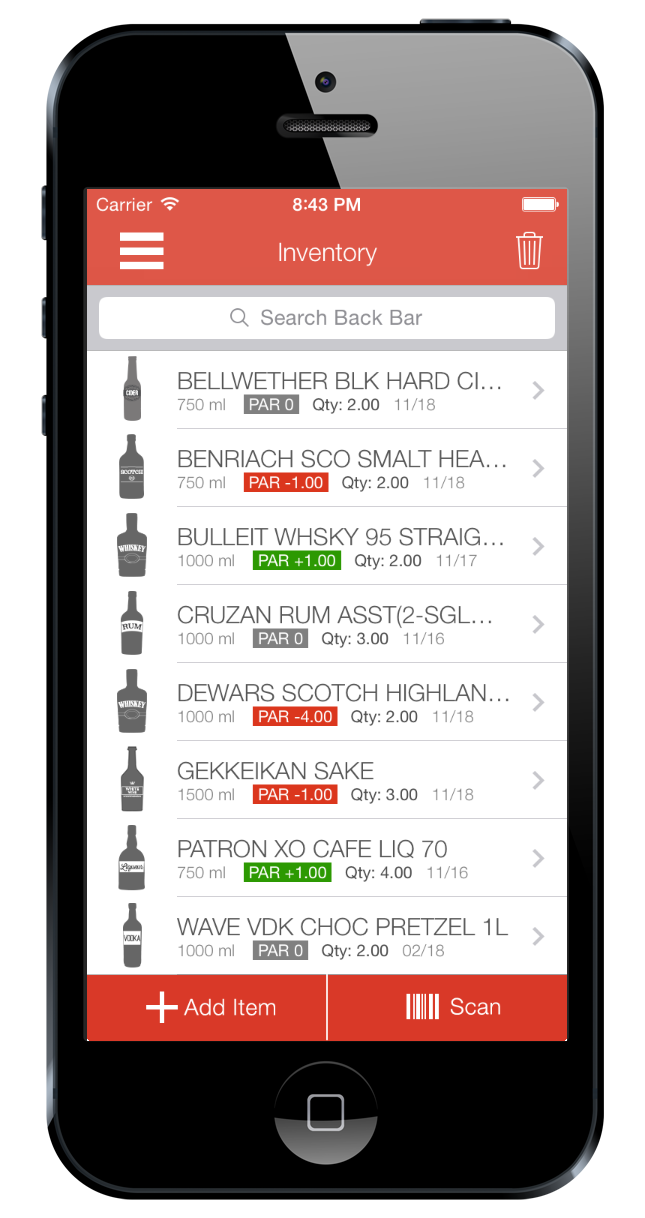 Carrier 8:43 PM
Inventory
Search Back Bar
BELLWETHER BLK HARD CI...
CIDER
750 ml PAR 0 Qty: 2.00 11/18
BENRIACH SCO SMALT HEA...
SCOTCH
750 ml PAR -1.00 Qty: 2.00 11/18
BULLEIT WHSKY 95 STRAIG...
WHISKEY
1000 ml PAR +1.00 Qty: 2.00 11/17
CRUZAN RUM ASST(2-SGL...
RUM
1000 ml PAR 0 Qty: 3.00 11/16
DEWARS SCOTCH HIGHLAN...
WHISKEY
1000 ml PAR -4.00 Qty: 2.00 11/18
GEKKEIKAN SAKE
1500 ml PAR -1.00 Qty: 3.00 11/18
PATRON XO CAFE LIQ 70
Liqueur
750 ml PAR +1.00 Qty: 4.00 11/16
WAVE VDK CHOC PRETZEL 1L
VODKA
1000 ml PAR 0 Qty: 2.00 02/18
Add Item Scan